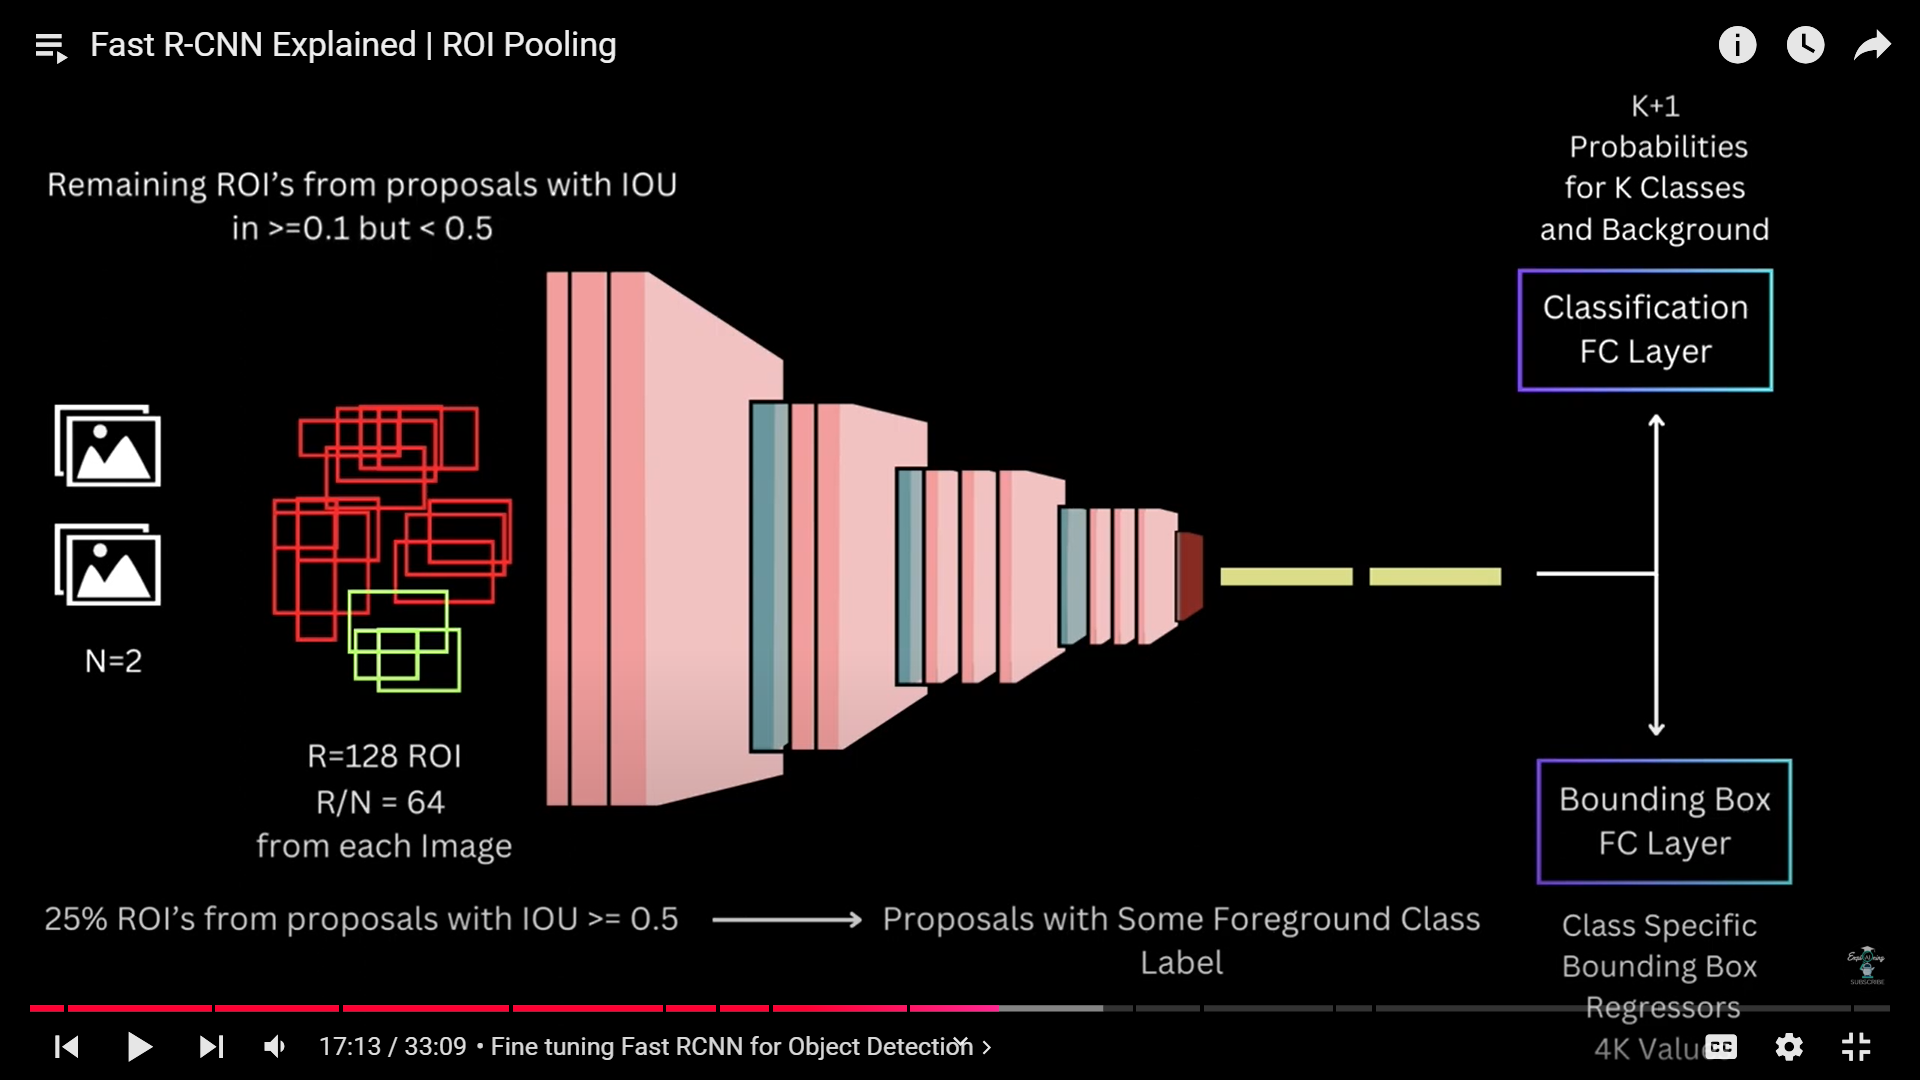 Fast R-CNN Explained | ROI Pooling
K+1
Probabilities
for K Classes
and Background
Remaining ROI's from proposals with IOU
in >=0.1 but < 0.5
Classification
FC Layer
N=2
R=128 ROI
R/N = 64
from each Image
Bounding Box
FC Layer
25% ROI's from proposals with IOU >= 0.5
Proposals with Some Foreground Class
Label
Class Specific
Bounding Box
Regressors
4K Value
SUBSCRIBE
17:13 / 33:09 • Fine tuning Fast RCNN for Object Detection
CC